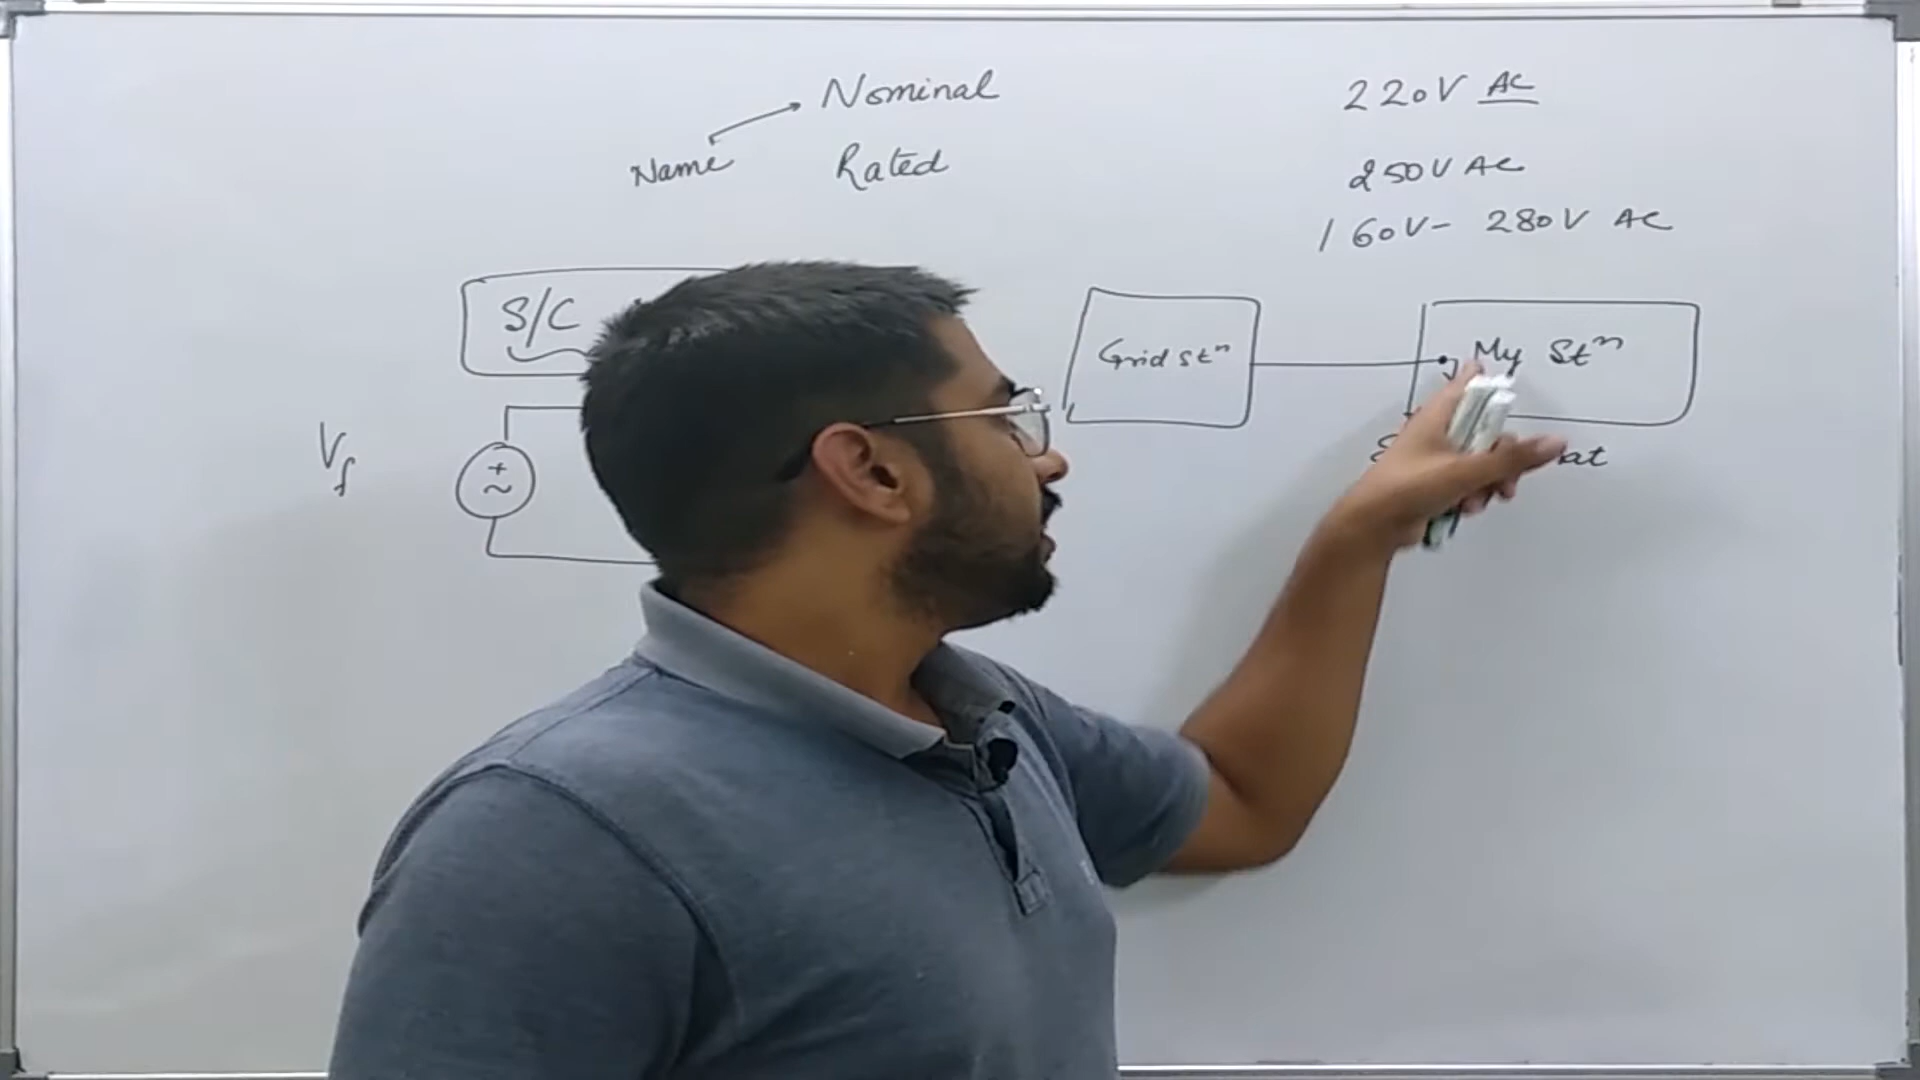 Nominal
Name
Rated
220V AC
250V AC
160V- 280V AC
S/C
Grid Stⁿ
My Stⁿ
Vf
+
~